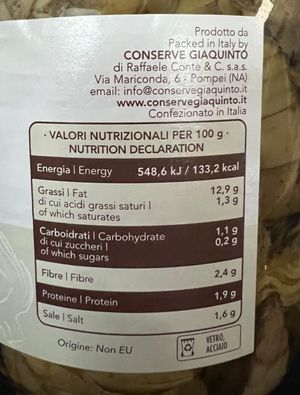 Prodotto da
Packed in Italy by
CONSERVE GIAQUINTO
di Raffaele Conte & C. s.a.s.
Via Mariconda, 6 - Pompei (NA)
email: info@conservegiaquinto.it
www.conservegiaquinto.it
Confezionato in Italia
· VALORI NUTRIZIONALI PER 100 g ·
NUTRITION DECLARATION
Energia | Energy 548,6 kJ / 133,2 kcal
Grassi | Fat 12,9 g
di cui acidi grassi saturi | 1,3 g
of which saturates
Carboidrati | Carbohydrate 1,1 g
di cui zuccheri | 0,2 g
of which sugars
Fibre | Fibre 2,4 g
Proteine | Protein 1,9 g
Sale | Salt 1,6 g
Origine: Non EU
VETRO,
ACCIAIO